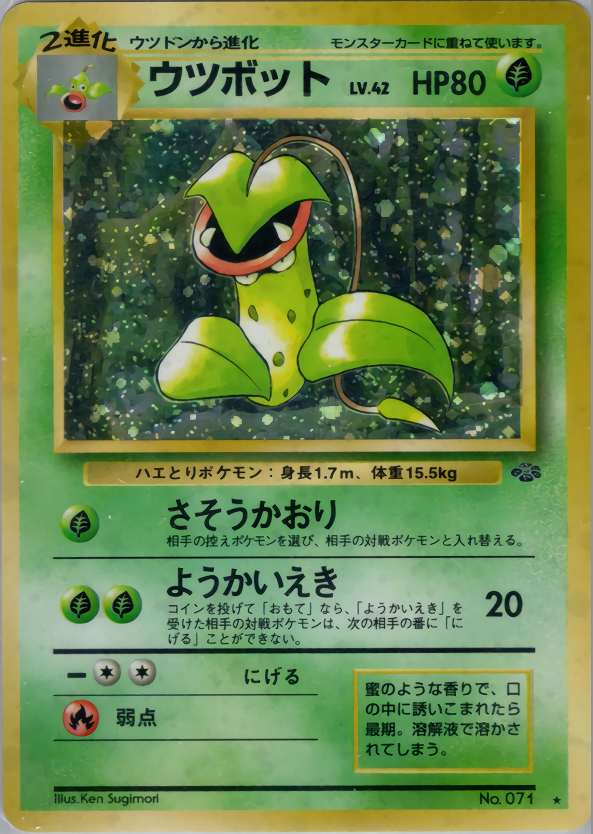 2進化 ウツドンから進化 モンスターカードに重ねて使います。
ウツボット LV.42 HP80
ハエとりポケモン：身長1.7m、体重15.5kg
さそうかおり
相手の控えポケモンを選び、相手の対戦ポケモンと入れ替える。
ようかいえき 20
コインを投げて「おもて」なら、「ようかいえき」を
受けた相手の対戦ポケモンは、次の相手の番に「に
げる」ことができない。
ー にげる
弱点
蜜のような香りで、口
の中に誘いこまれたら
最期。溶解液で溶かさ
れてしまう。
Illus.Ken Sugimori No.071 ★